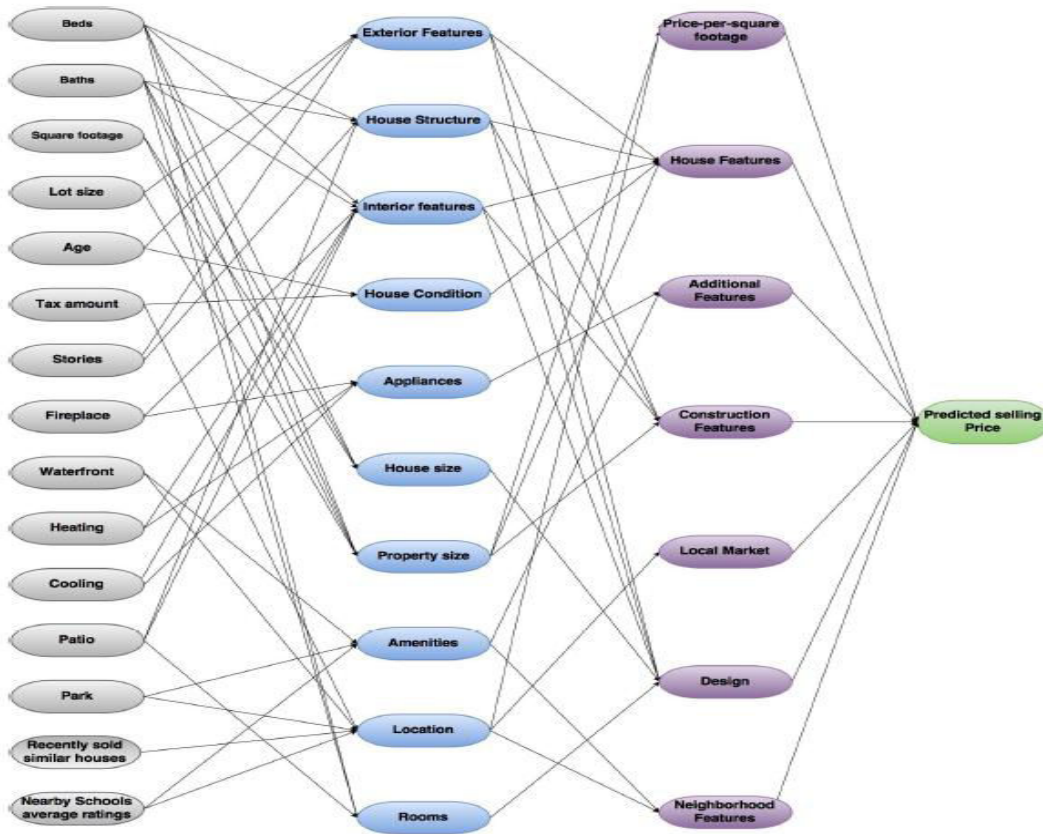 Beds
Baths
Square footage
Lot size
Age
Tax amount
Stories
Fireplace
Waterfront
Heating
Cooling
Patio
Park
Recently sold
similar houses
Nearby Schools
average ratings
Exterior Features
House Structure
Interior features
House Condition
Appliances
House size
Property size
Amenities
Location
Rooms
Price-per-square
footage
House Features
Additional
Features
Construction
Features
Local Market
Design
Neighborhood
Features
Predicted selling
Price